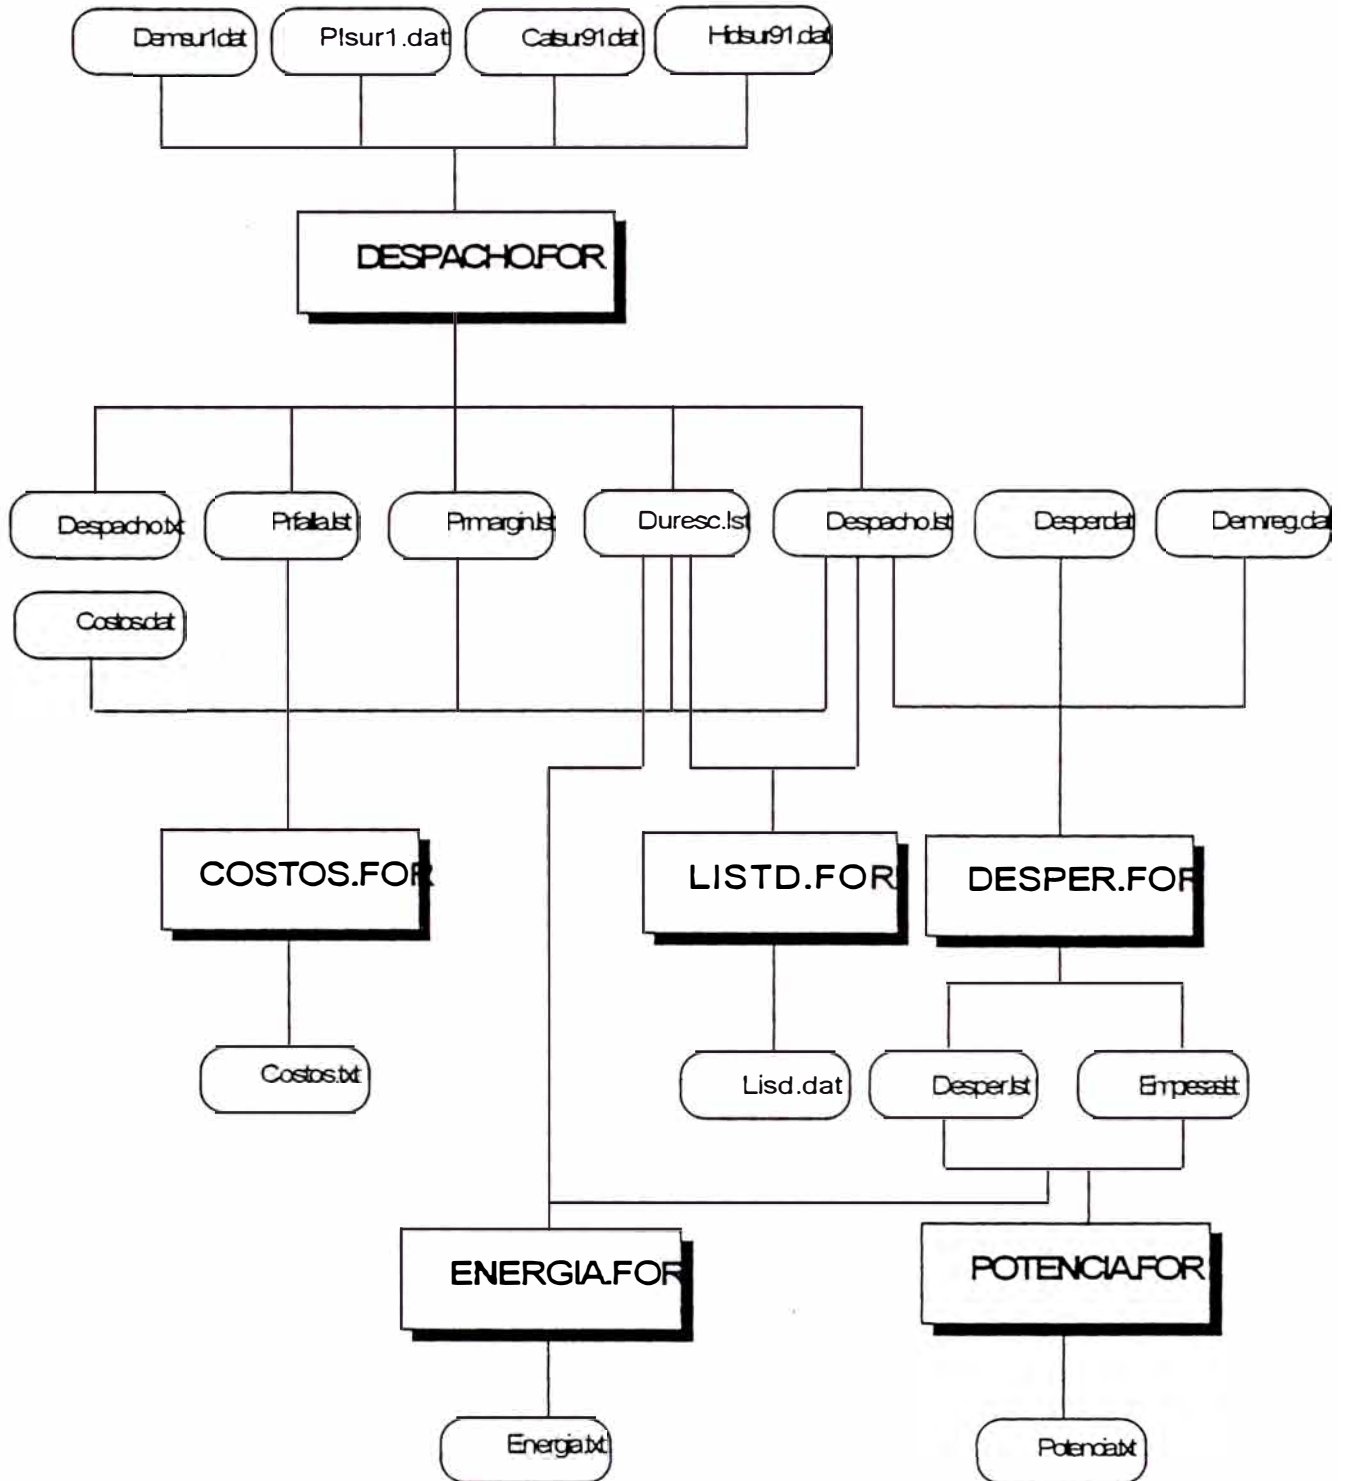 Demsur1.dat
Plsur1.dat
Catsur91.dat
Hidsur91.dat
DESPACHO.FOR
Despacho.txt
Prfalla.lst
Prmargin.lst
Duresc.lst
Despacho.lst
Desper.dat
Demreg.dat
Costos.dat
COSTOS.FOR
LISTD.FOR
DESPER.FOR
Costos.txt
Lisd.dat
Desper.lst
Empresas.lst
ENERGIA.FOR
POTENCIA.FOR
Energia.txt
Potencia.txt